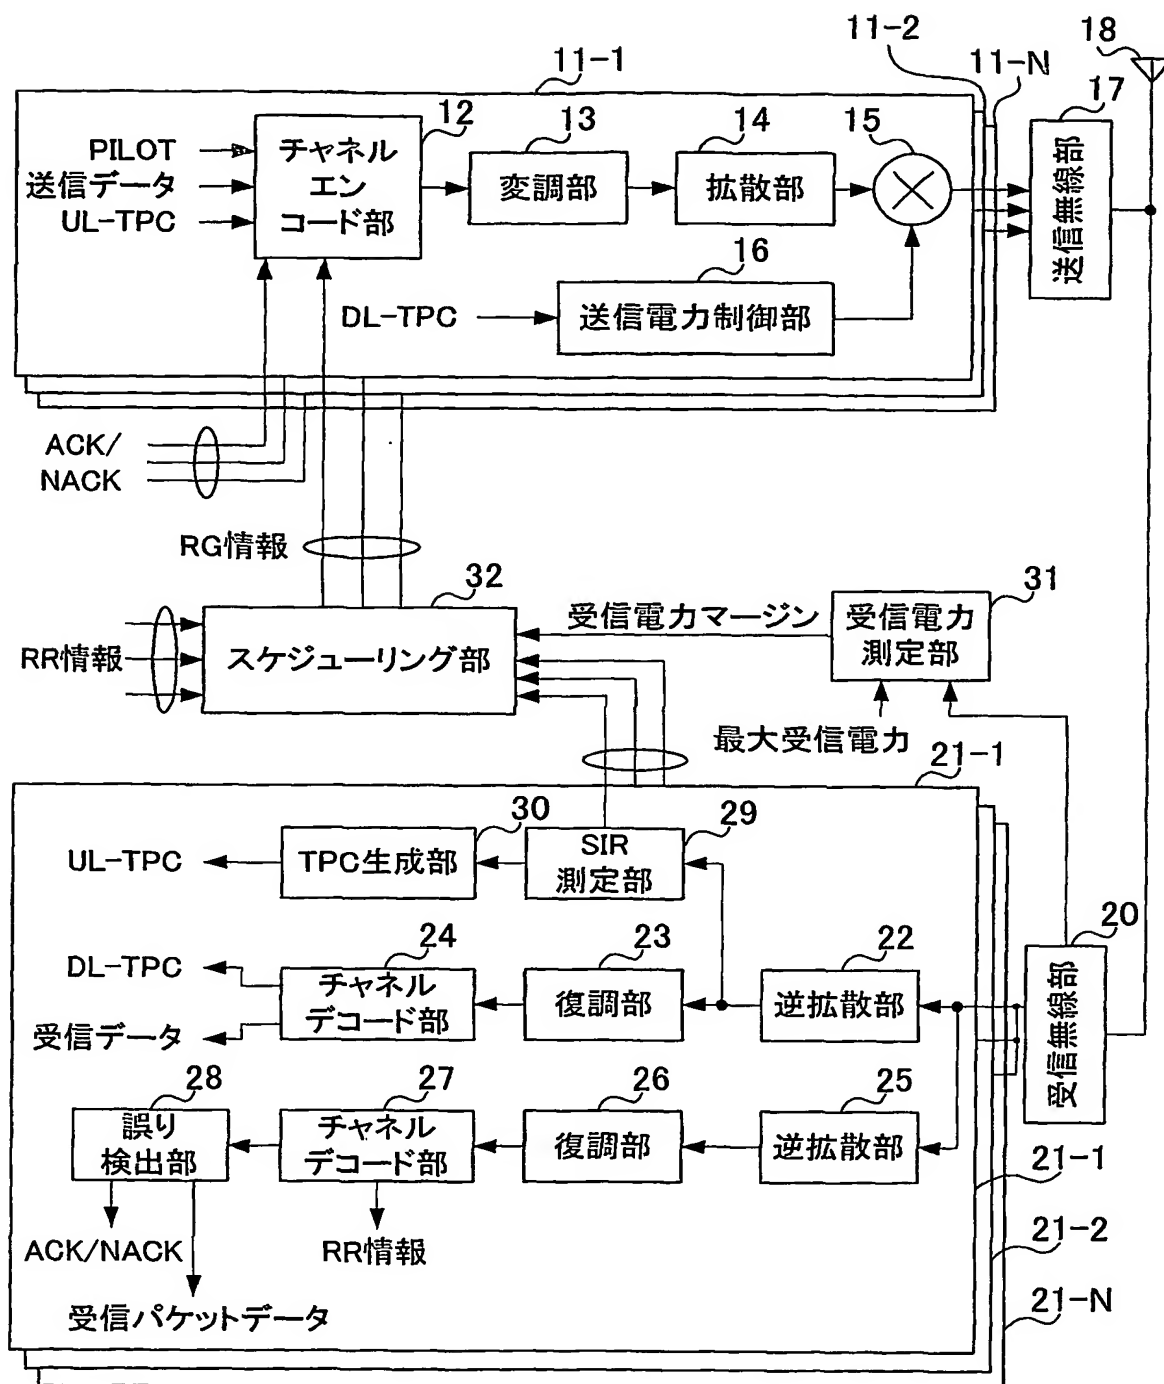 11-1
11-2
11-N
18
17
12
13
14
15
PILOT
送信データ
UL-TPC
チャネル
エン
コード部
変調部
拡散部
送信無線部
16
DL-TPC
送信電力制御部
ACK/
NACK
RG情報
32
31
RR情報
スケジューリング部
受信電力マージン
受信電力
測定部
最大受信電力
21-1
30
29
UL-TPC
TPC生成部
SIR
測定部
20
24
23
22
DL-TPC
受信データ
チャネル
デコード部
復調部
逆拡散部
受信無線部
28
27
26
25
誤り
検出部
チャネル
デコード部
復調部
逆拡散部
21-1
ACK/NACK
RR情報
21-2
受信パケットデータ
21-N